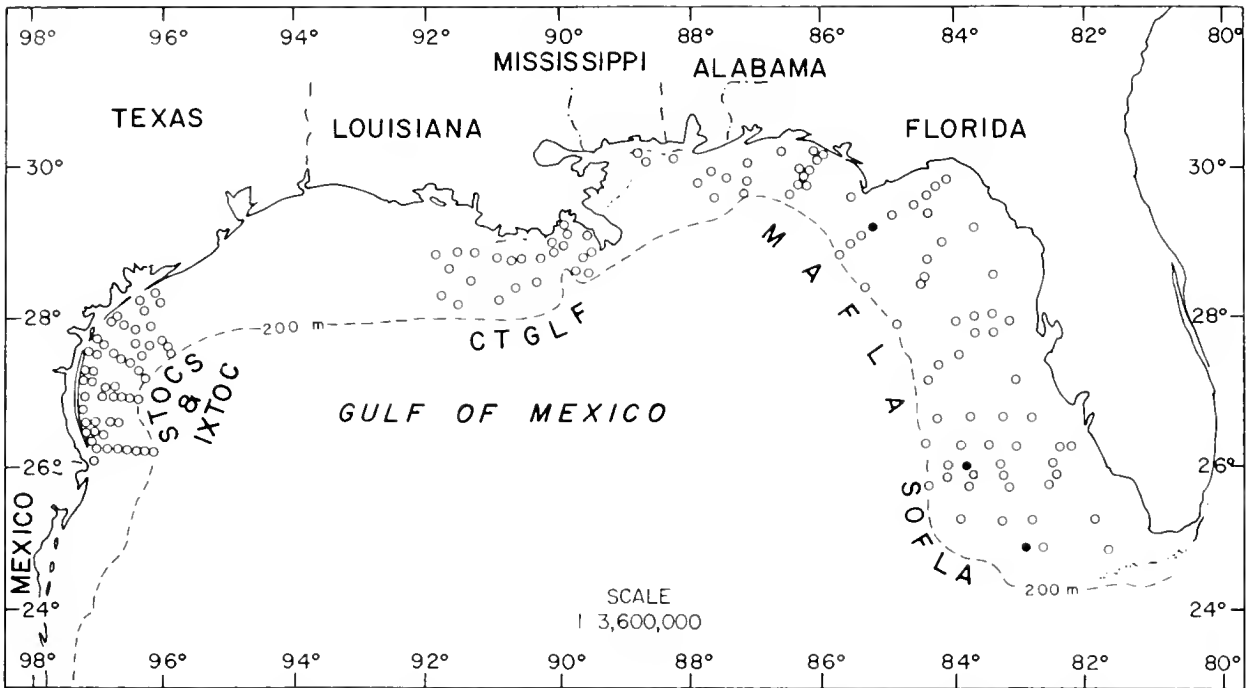 98° 96° 94° 92° 90° 88° 86° 84° 82° 80°
MISSISSIPPI ALABAMA
TEXAS LOUISIANA FLORIDA
30° 30°
MAFLA
28° 28°
200 m
CTGLF
STOCS
&
IXTOC
GULF OF MEXICO
26° 26°
SOFLA
MEXICO
200 m
SCALE
1 3,600,000
24° 24°
98° 96° 94° 92° 90° 88° 86° 84° 82° 80°